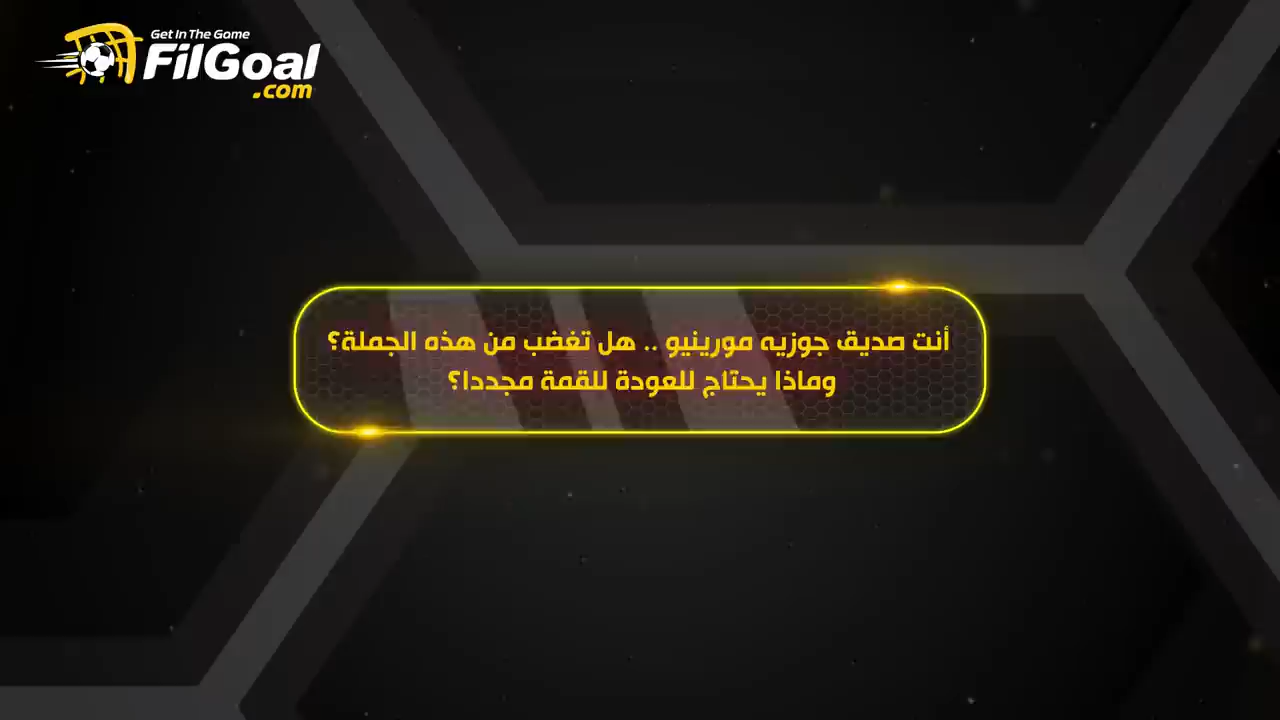 Get In The Game
FilGoal
.com
أنت صديق جوزيه مورينيو .. هل تغضب من هذه الجملة؟
وماذا يحتاج للعودة للقمة مجددا؟